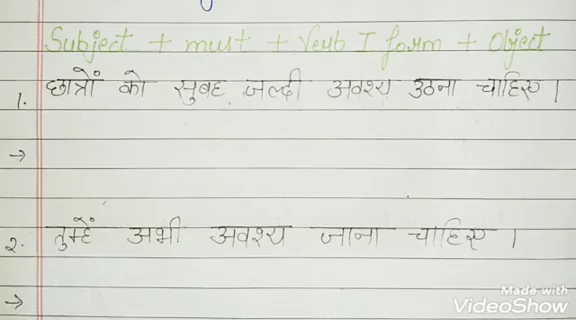 Subject + must + Verb I form + Object
1. छात्रों को सुबह जल्दी अवश्य उठना चाहिए।
→
2. तुम्हें अभी अवश्य जाना चाहिए।
→
Made with
VideoShow